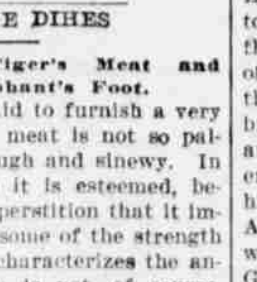 E DIHES
Tiger's Meat and
phant's Foot.
aid to furnish a very
meat is not so pal-
ugh and sinewy. In
it is esteemed, be-
perstition that it im-
some of the strength
characterizes the an-